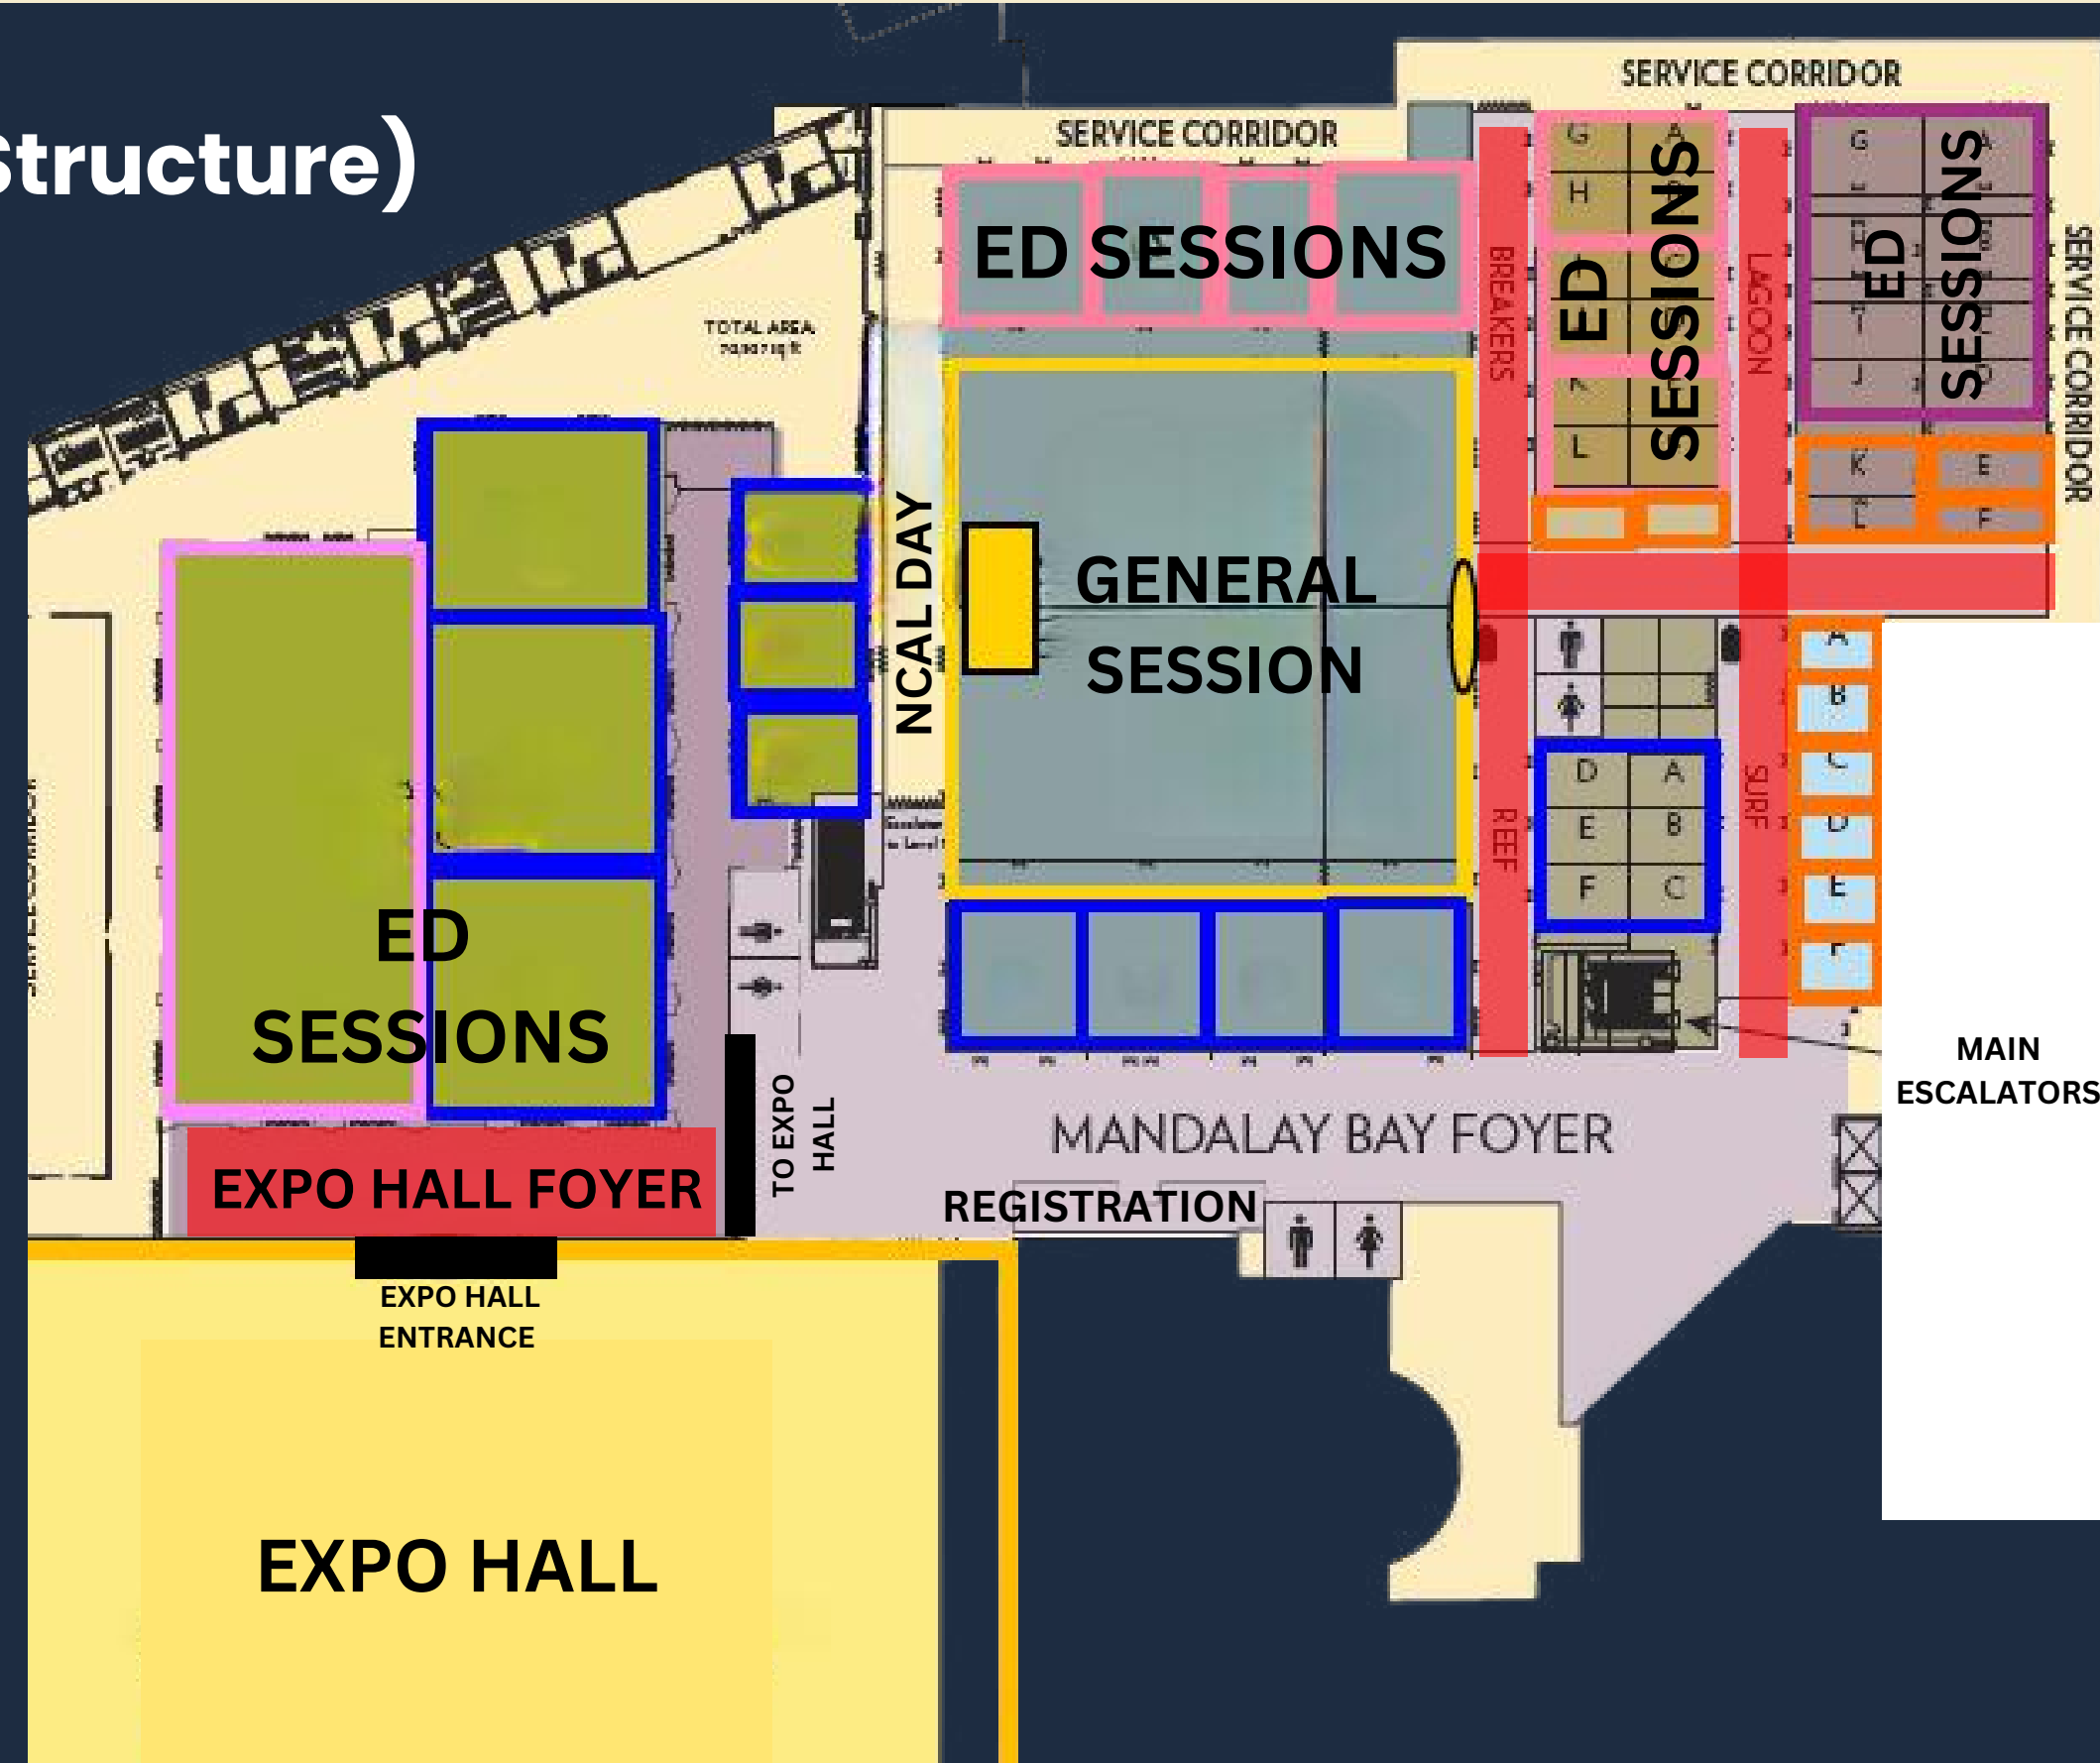 Structure)
SERVICE CORRIDOR
SERVICE CORRIDOR
SERVICE CORRIDOR
TOTAL AREA
ED SESSIONS
BREAKERS
G
A
H
L
ED
SESSIONS
LAGOON
G
A
J
ED
SESSIONS
K
E
L
F
NCAL DAY
GENERAL
SESSION
REEF
D
A
E
B
F
C
SURF
A
B
C
D
E
F
ED
SESSIONS
MAIN
ESCALATORS
TO EXPO
HALL
MANDALAY BAY FOYER
EXPO HALL FOYER
REGISTRATION
EXPO HALL
ENTRANCE
EXPO HALL